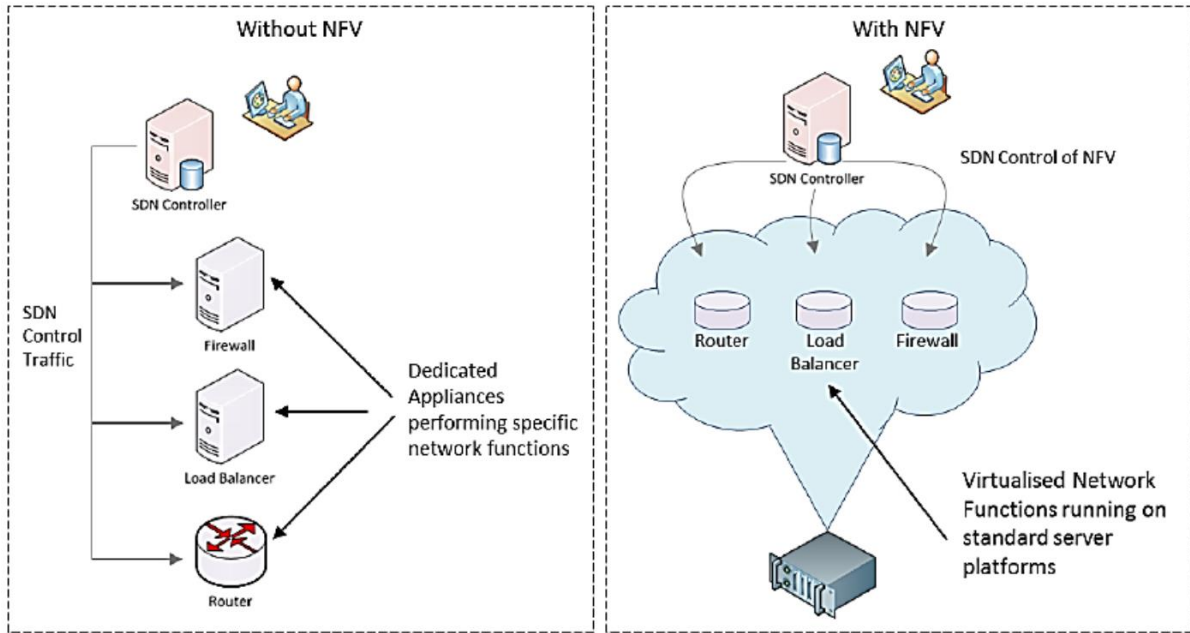 Without NFV
SDN Controller
SDN
Control
Traffic
Firewall
Load Balancer
Router
Dedicated
Appliances
performing specific
network functions
With NFV
SDN Controller
SDN Control of NFV
Router
Load
Balancer
Firewall
Virtualised Network
Functions running on
standard server
platforms